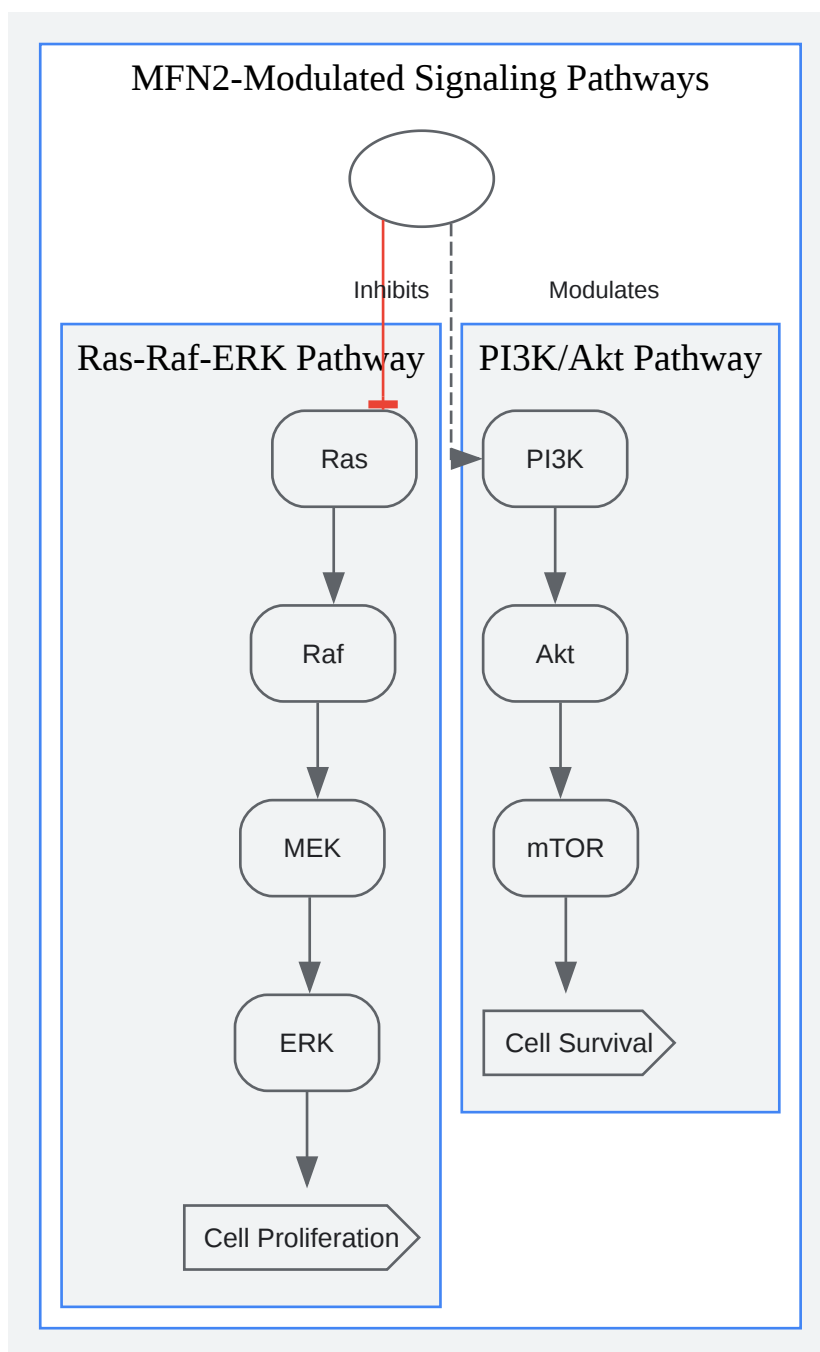 MFN2-Modulated Signaling Pathways
Inhibits
Modulates
Ras-Raf-ERK Pathway
Ras
Raf
MEK
ERK
Cell Proliferation
PI3K/Akt Pathway
PI3K
Akt
mTOR
Cell Survival